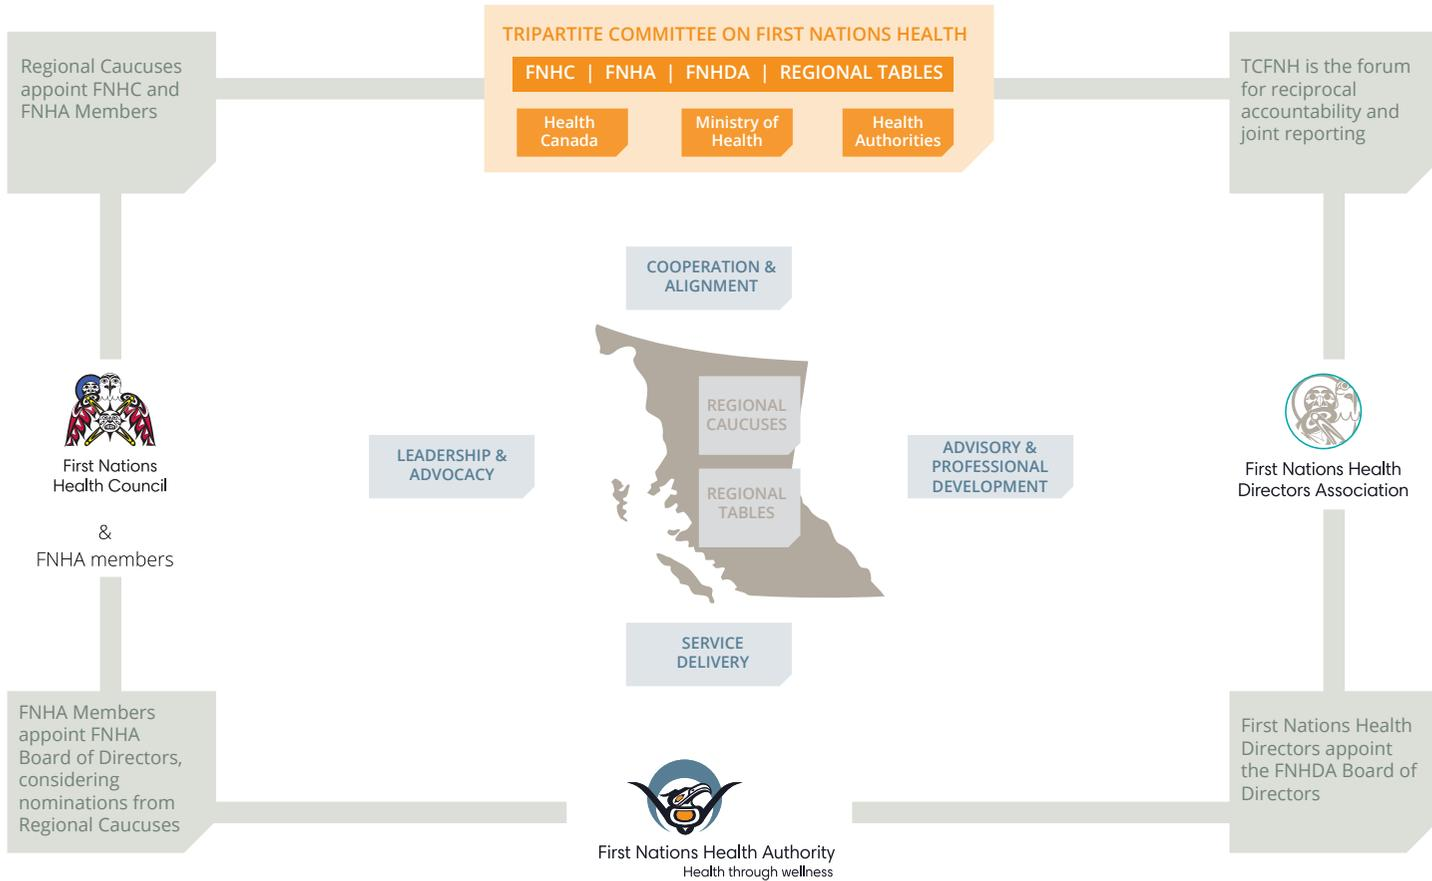 TRIPARTITE COMMITTEE ON FIRST NATIONS HEALTH
FNHC | FNHA | FNHDA | REGIONAL TABLES
Health
Canada
Ministry of
Health
Health
Authorities
Regional Caucuses
appoint FNHC and
FNHA Members
TCFNH is the forum
for reciprocal
accountability and
joint reporting
COOPERATION &
ALIGNMENT
REGIONAL
CAUCUSES
REGIONAL
TABLES
LEADERSHIP &
ADVOCACY
ADVISORY &
PROFESSIONAL
DEVELOPMENT
First Nations
Health Council
&
FNHA members
First Nations Health
Directors Association
SERVICE
DELIVERY
FNHA Members
appoint FNHA
Board of Directors,
considering
nominations from
Regional Caucuses
First Nations Health
Directors appoint
the FNHDA Board of
Directors
First Nations Health Authority
Health through wellness